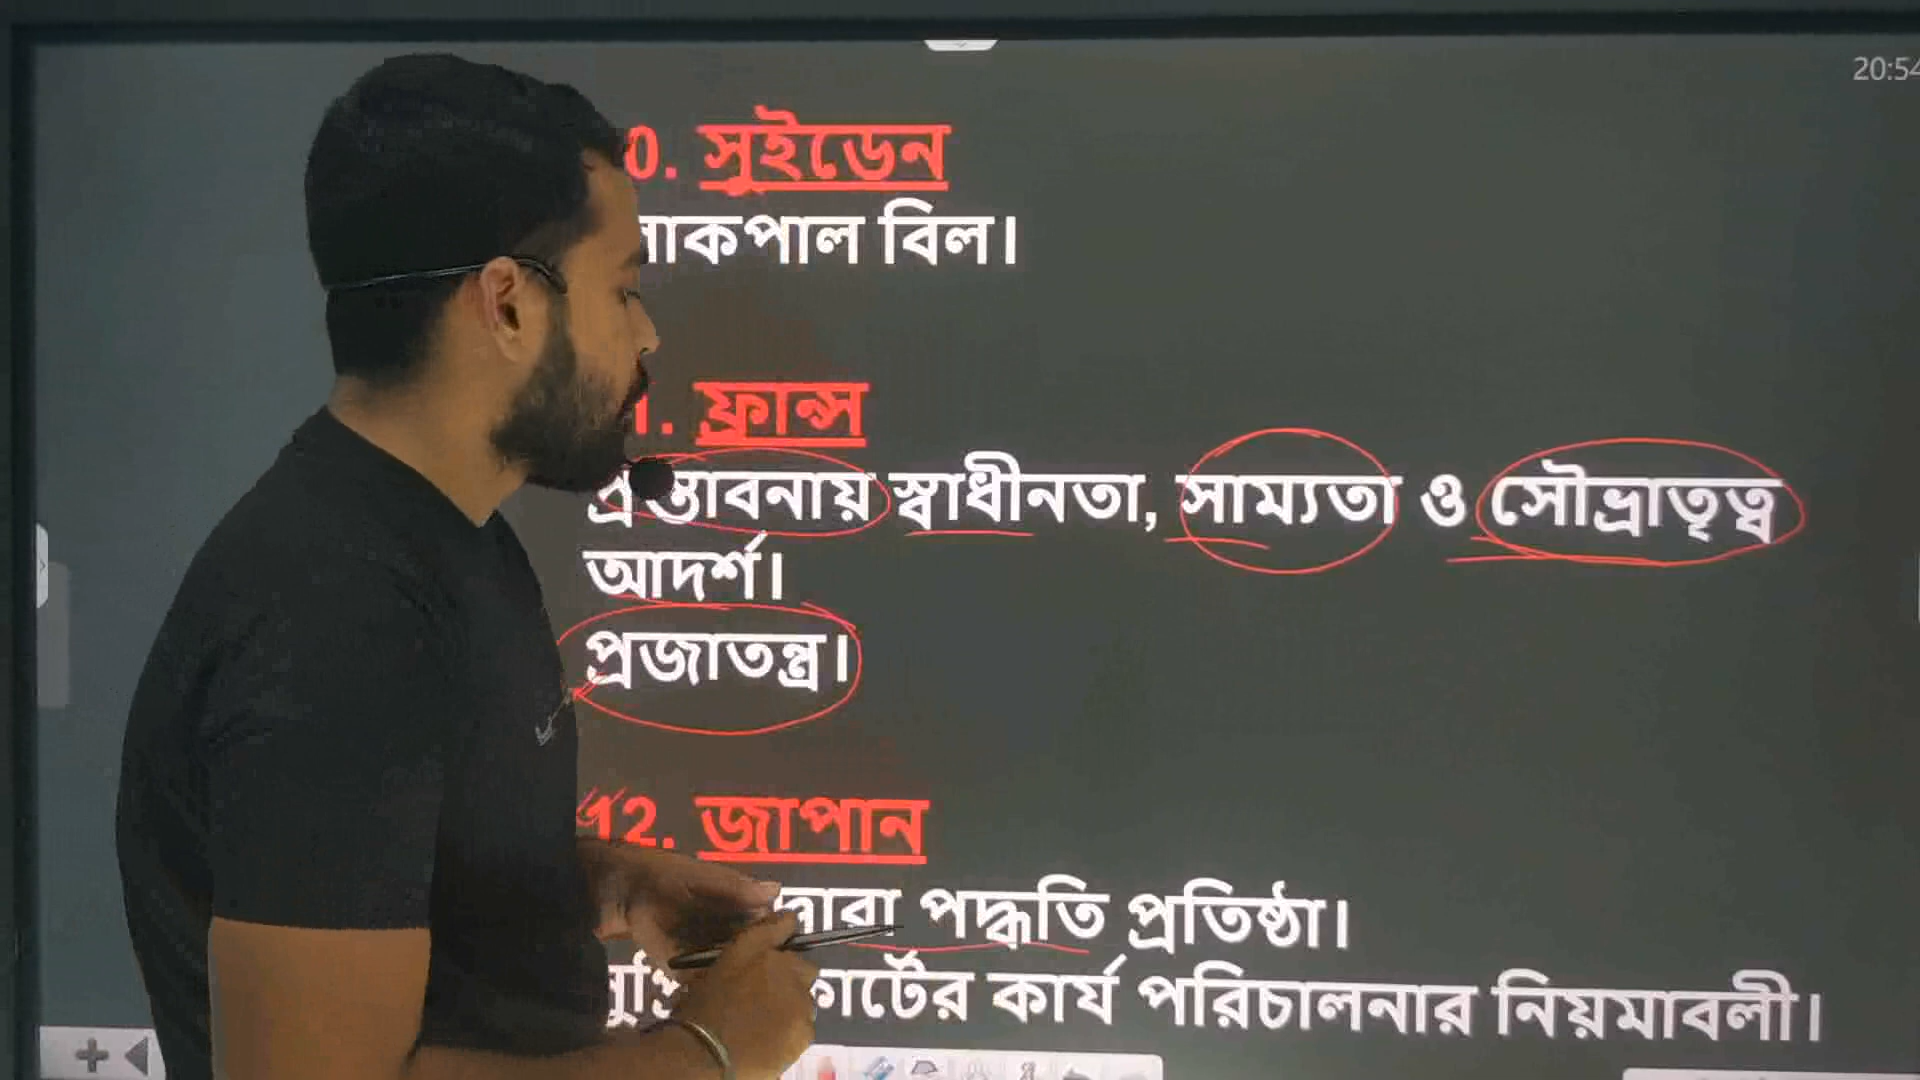 20:54
0. সুইডেন
বিল।
1. ফ্রান্স
প্রস্তাবনায় স্বাধীনতা, সাম্যতা ও সৌভ্রাতৃত্ব
আদর্শ।
প্রজাতন্ত্র।
12. জাপান
দ্বারা পদ্ধতি প্রতিষ্ঠা।
কার্য পরিচালনার নিয়মাবলী।